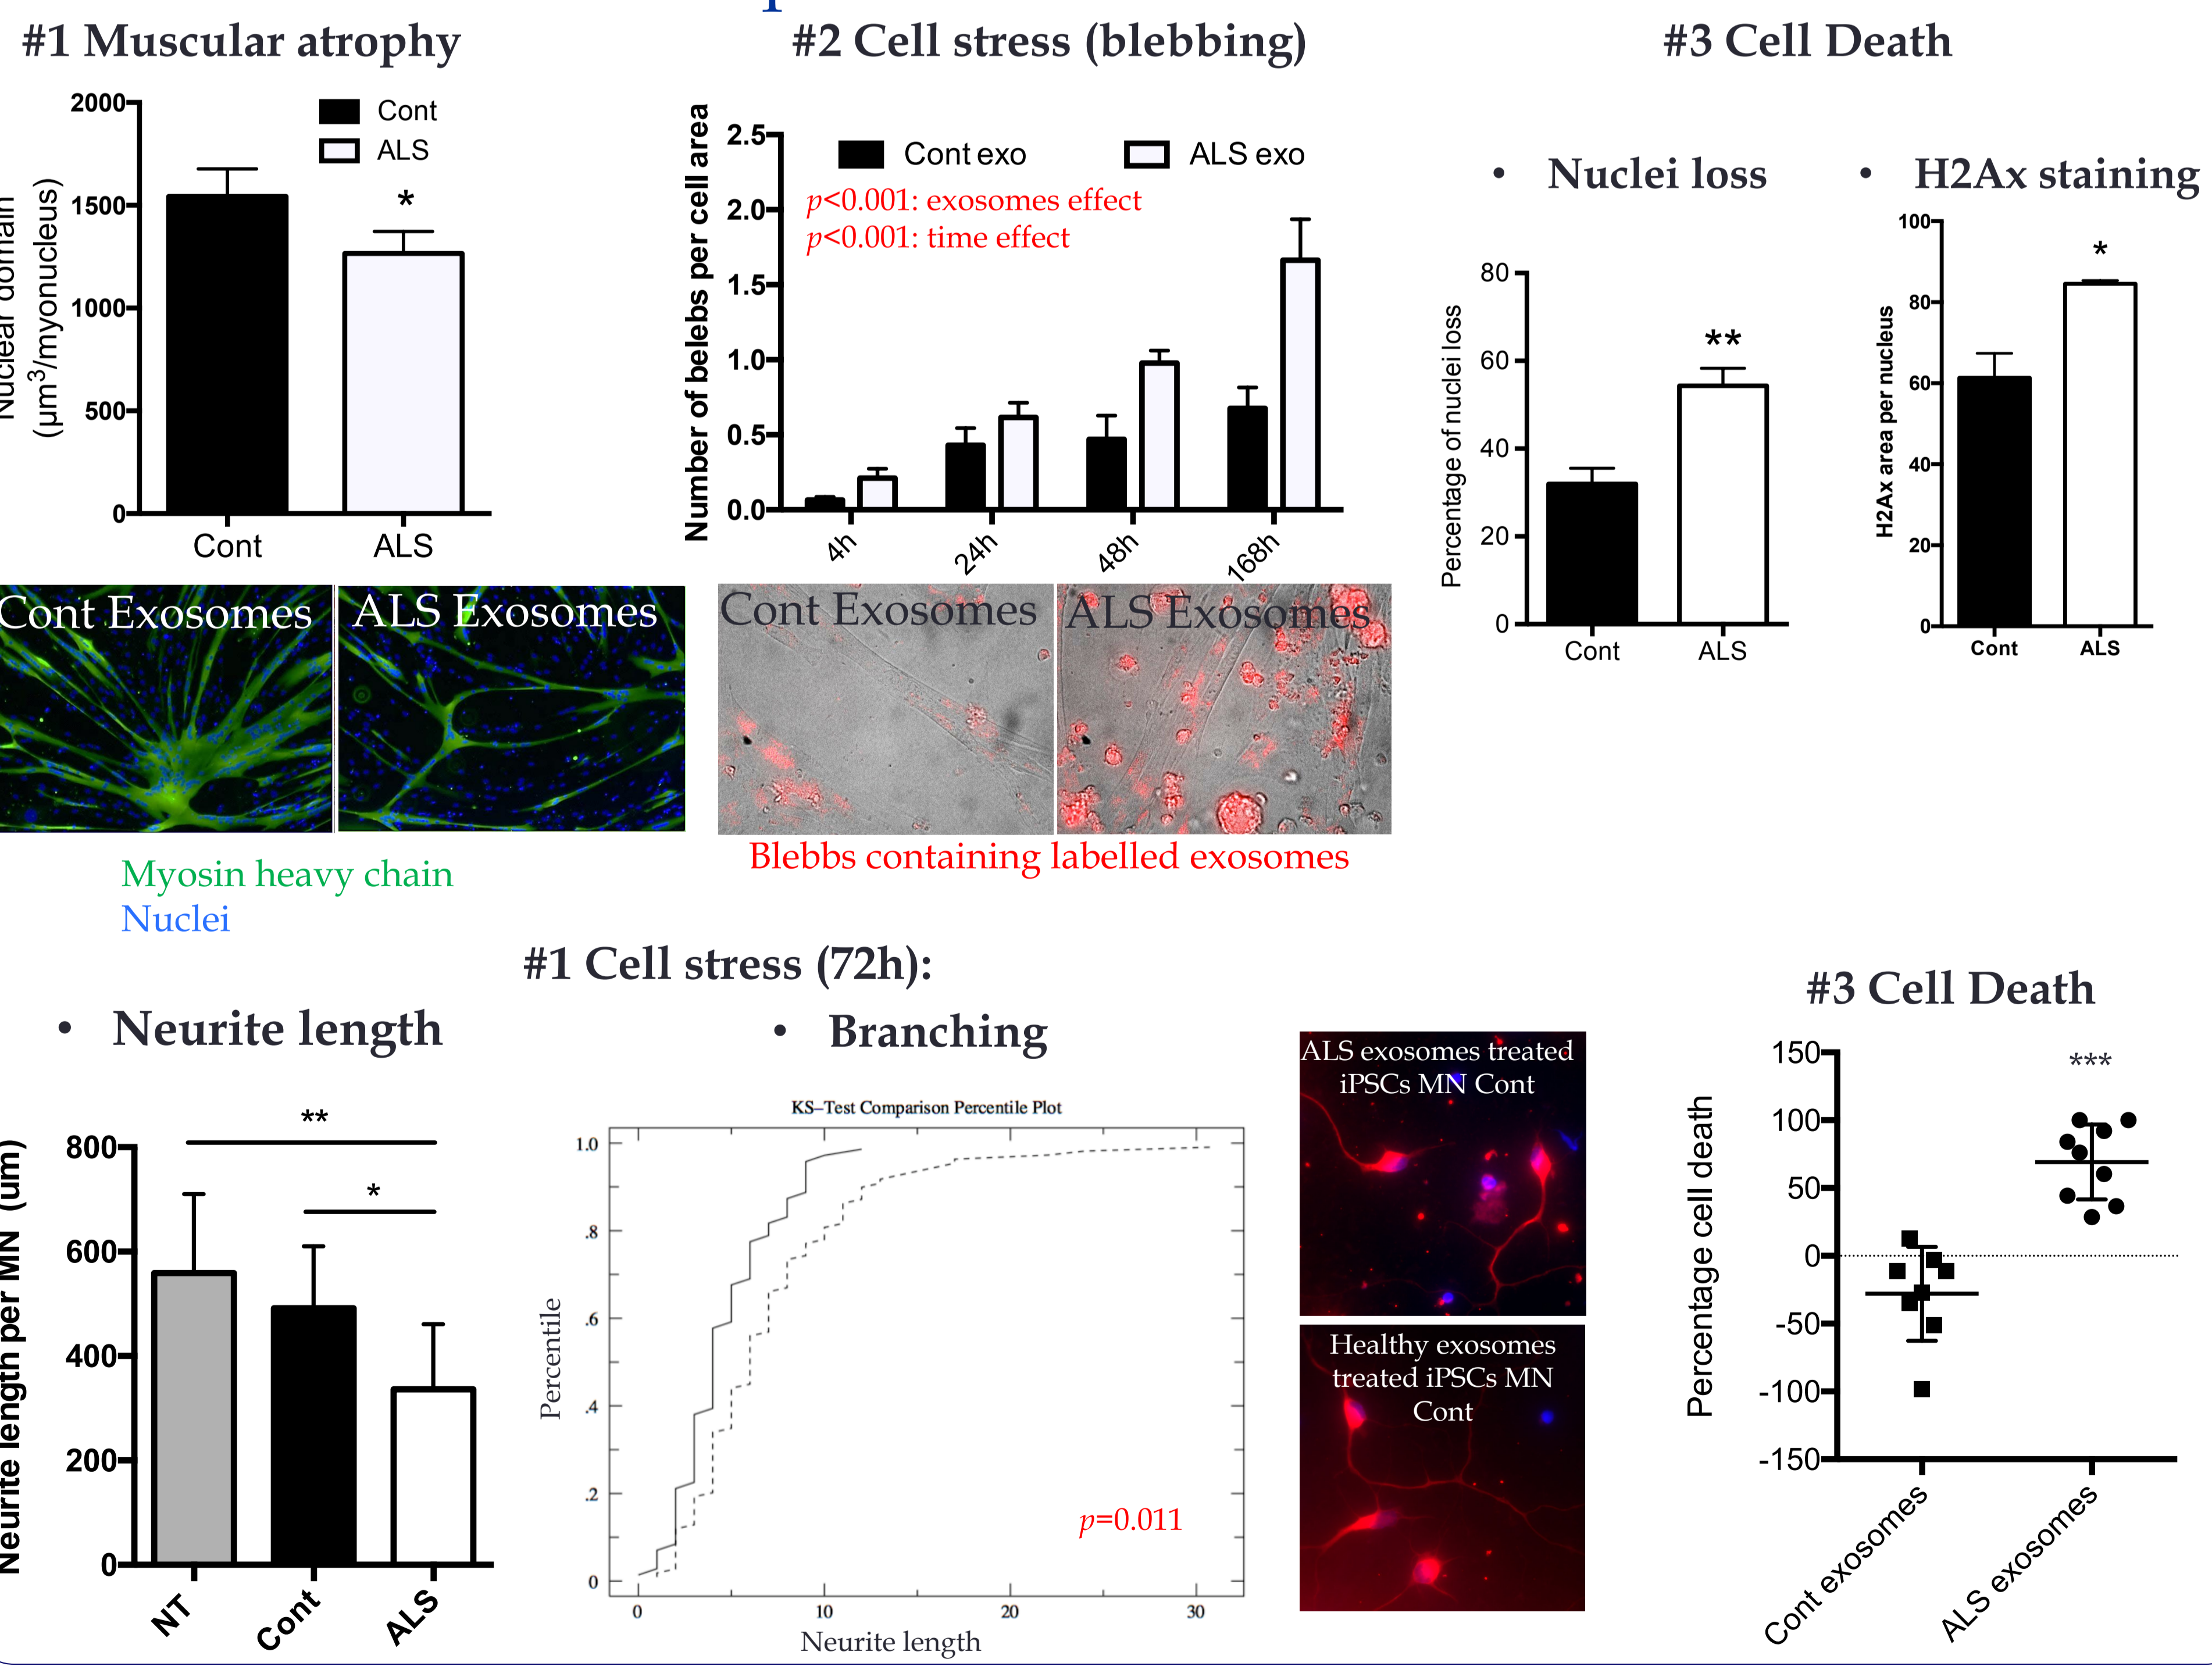 #1 Muscular atrophy
2000
1500
1000
500
0
Nuclear domain
(µm³/myonucleus)
Cont
ALS
*
Cont
ALS
Cont Exosomes
ALS Exosomes
Myosin heavy chain
Nuclei
#2 Cell stress (blebbing)
Number of belebs per cell area
2.5
2.0
1.5
1.0
0.5
0.0
Cont exo
ALS exo
p<0.001: exosomes effect
p<0.001: time effect
4h
24h
48h
168h
Cont Exosomes
ALS Exosomes
Blebbs containing labelled exosomes
#3 Cell Death
• Nuclei loss
Percentage of nuclei loss
80
60
40
20
0
**
Cont
ALS
• H2Ax staining
H2Ax area per nucleus
100
80
60
40
20
0
*
Cont
ALS
#1 Cell stress (72h):
• Neurite length
Neurite length per MN (um)
800
600
400
200
0
**
*
NT
Cont
ALS
• Branching
KS–Test Comparison Percentile Plot
Percentile
1.0
.8
.6
.4
.2
0
p=0.011
0
10
20
30
Neurite length
ALS exosomes treated
iPSCs MN Cont
Healthy exosomes
treated iPSCs MN
Cont
#3 Cell Death
Percentage cell death
150
100
50
0
-50
-100
-150
***
Cont exosomes
ALS exosomes